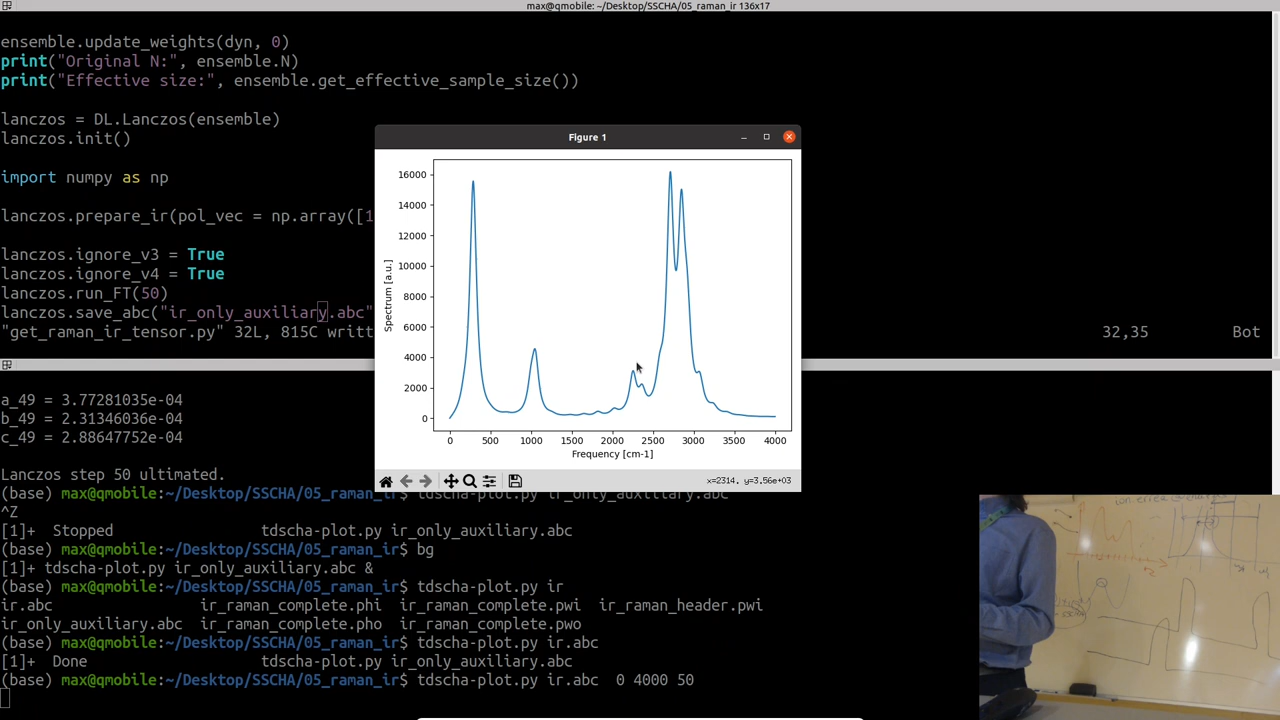 max@qmobile: ~/Desktop/SSCHA/05_raman_ir 136x17
ensemble.update_weights(dyn, 0)
print("Original N:", ensemble.N)
print("Effective size:", ensemble.get_effective_sample_size())
lanczos = DL.Lanczos(ensemble)
lanczos.init()
import numpy as np
lanczos.prepare_ir(pol_vec = np.array([1
lanczos.ignore_v3 = True
lanczos.ignore_v4 = True
lanczos.run_FT(50)
lanczos.save_abc("ir_only_auxiliary.abc"
"get_raman_ir_tensor.py" 32L, 815C writt
32,35 Bot
Figure 1
16000
14000
12000
10000
8000
6000
4000
2000
0
Spectrum [a.u.]
0 500 1000 1500 2000 2500 3000 3500 4000
Frequency [cm-1]
x=2314, y=3.56e+03
a_49 = 3.77281035e-04
b_49 = 2.31346036e-04
c_49 = 2.88647752e-04
Lanczos step 50 ultimated.
(base) max@qmobile:~/Desktop/SSCHA/05_raman_ir$ tdscha-plot.py ir_only_auxiliary.abc
^Z
[1]+ Stopped tdscha-plot.py ir_only_auxiliary.abc
(base) max@qmobile:~/Desktop/SSCHA/05_raman_ir$ bg
[1]+ tdscha-plot.py ir_only_auxiliary.abc &
(base) max@qmobile:~/Desktop/SSCHA/05_raman_ir$ tdscha-plot.py ir
ir.abc ir_raman_complete.phi ir_raman_complete.pwi ir_raman_header.pwi
ir_only_auxiliary.abc ir_raman_complete.pho ir_raman_complete.pwo
(base) max@qmobile:~/Desktop/SSCHA/05_raman_ir$ tdscha-plot.py ir.abc
[1]+ Done tdscha-plot.py ir_only_auxiliary.abc
(base) max@qmobile:~/Desktop/SSCHA/05_raman_ir$ tdscha-plot.py ir.abc 0 4000 50